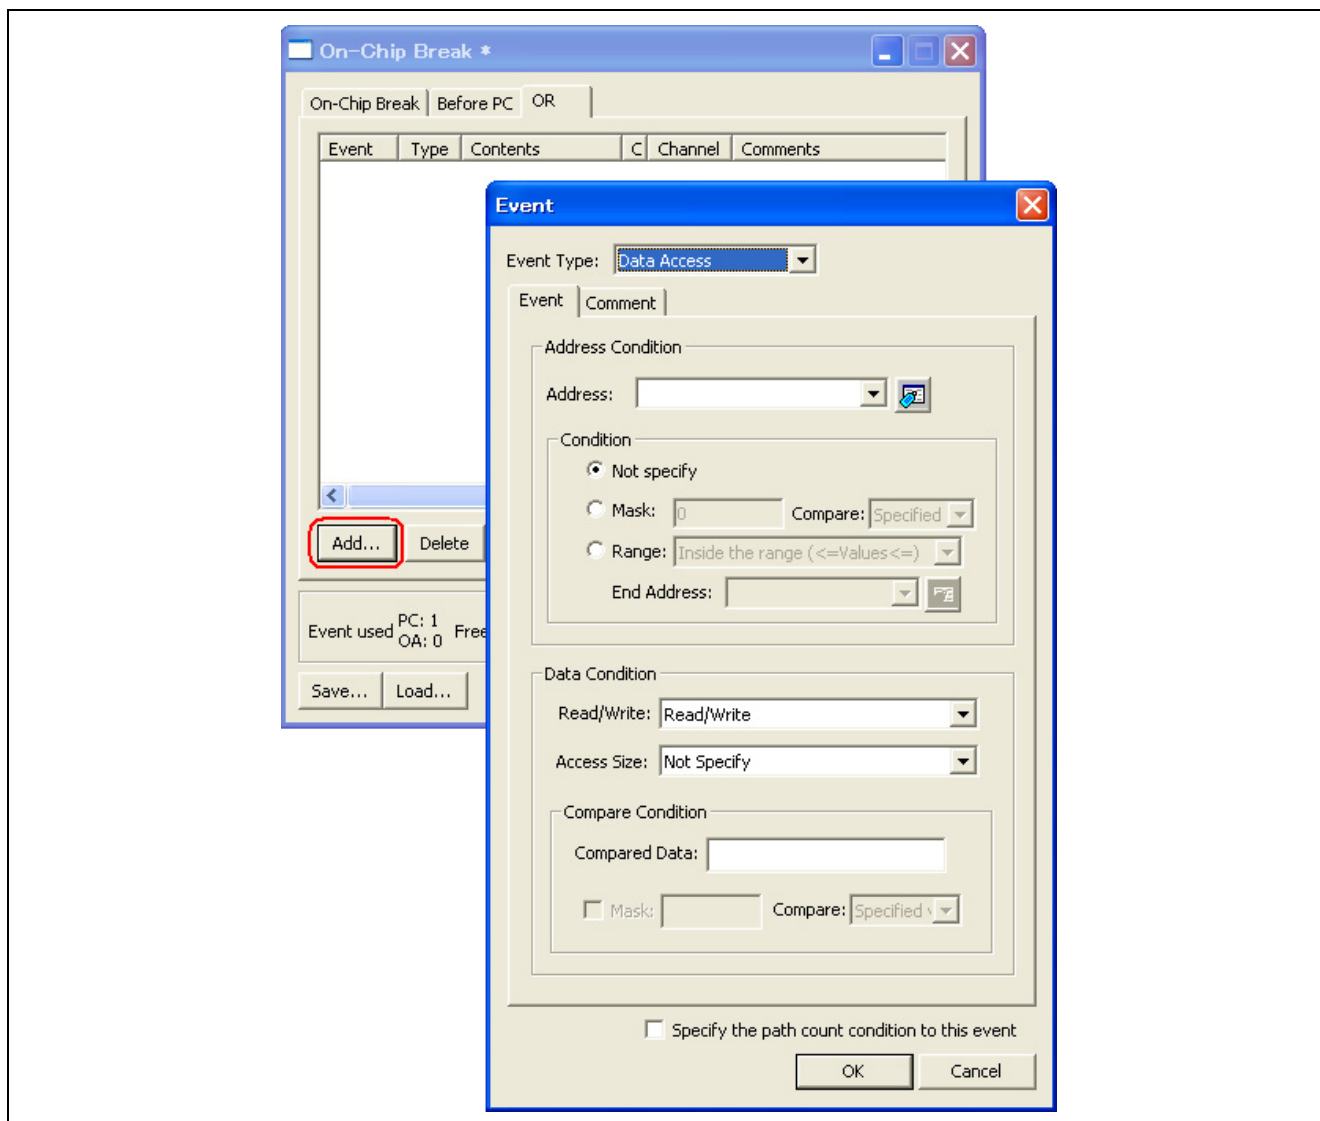 On-Chip Break *
On-Chip Break Before PC OR
Event Type Contents C Channel Comments
Add... Delete
Event used PC: 1 OA: 0 Free
Save... Load...
Event
Event Type: Data Access
Event Comment
Address Condition
Address:
Condition
Not specify
Mask: 0 Compare: Specified
Range: Inside the range (<=Values<=)
End Address:
Data Condition
Read/Write: Read/Write
Access Size: Not Specify
Compare Condition
Compared Data:
Mask: Compare: Specified
Specify the path count condition to this event
OK Cancel